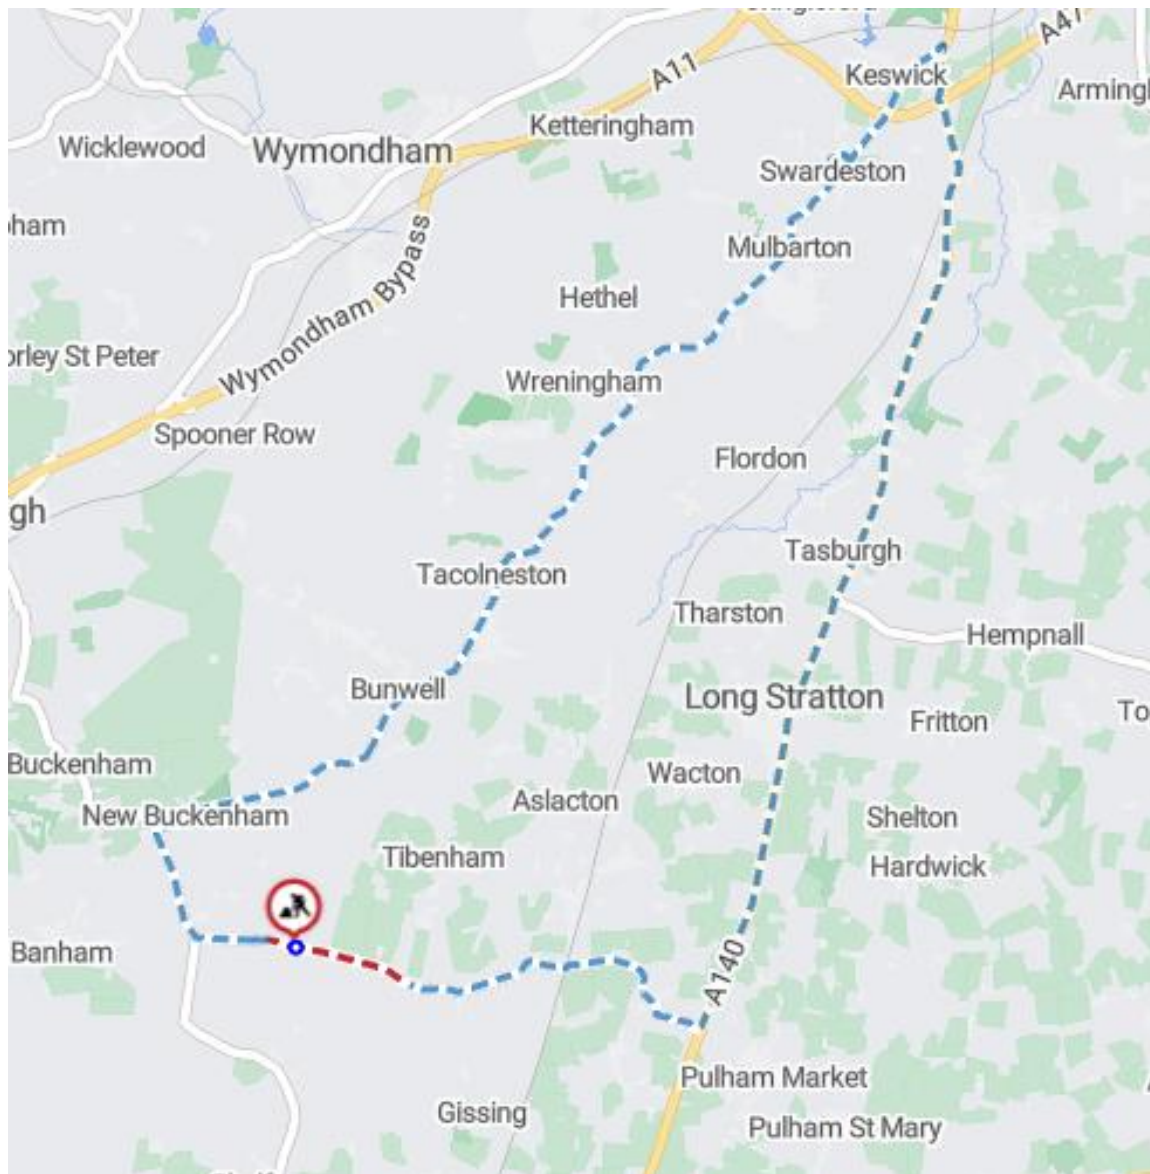 A47
Keswick
A11
Arming
Ketteringham
Wicklewood
Wymondham
Swardeston
ham
Mulbarton
Wymondham Bypass
Hethel
orley St Peter
Wreningham
Spooner Row
Flordon
gh
Tasburgh
Tacolneston
Tharston
Hempnall
Bunwell
Long Stratton
To
Fritton
Buckenham
Wacton
Aslacton
New Buckenham
Shelton
Tibenham
Hardwick
Banham
A140
Pulham Market
Gissing
Pulham St Mary